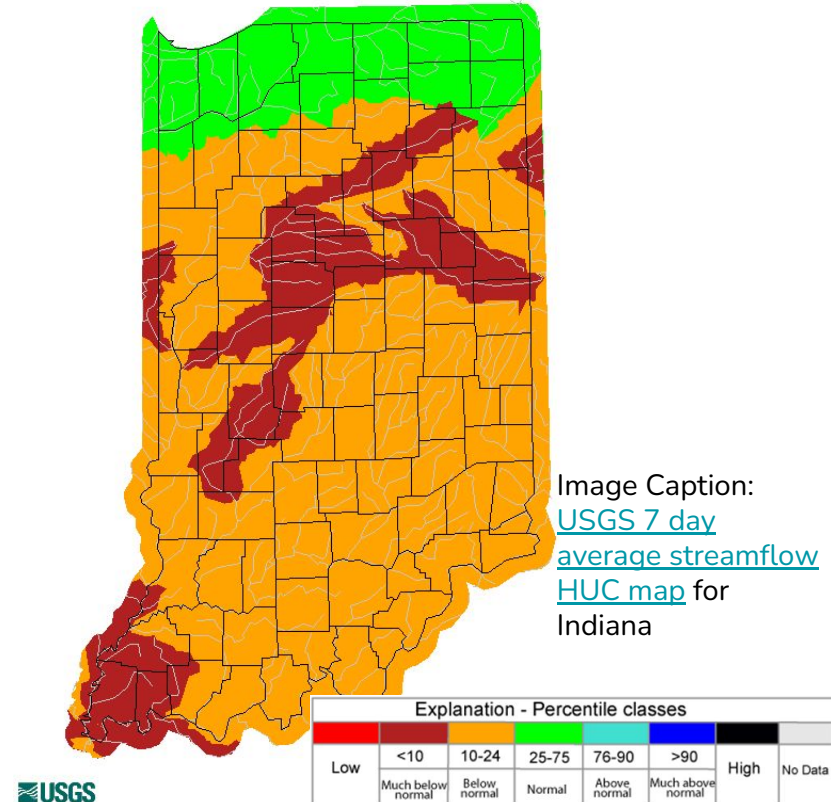 Image Caption:
USGS 7 day
average streamflow
HUC map for
Indiana
Explanation - Percentile classes
Low
<10
10-24
25-75
76-90
>90
High
No Data
Much below
normal
Below
normal
Normal
Above
normal
Much above
normal
USGS